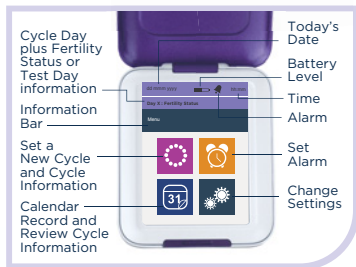 Cycle Day
plus Fertility
Status or
Test Day
information
Information
Bar
Set a
New Cycle
and Cycle
Information
Calendar
Record and
Review Cycle
Information
Today's
Date
Battery
Level
Time
Alarm
Set
Alarm
Change
Settings
Day X : Fertility Status
Menu
31